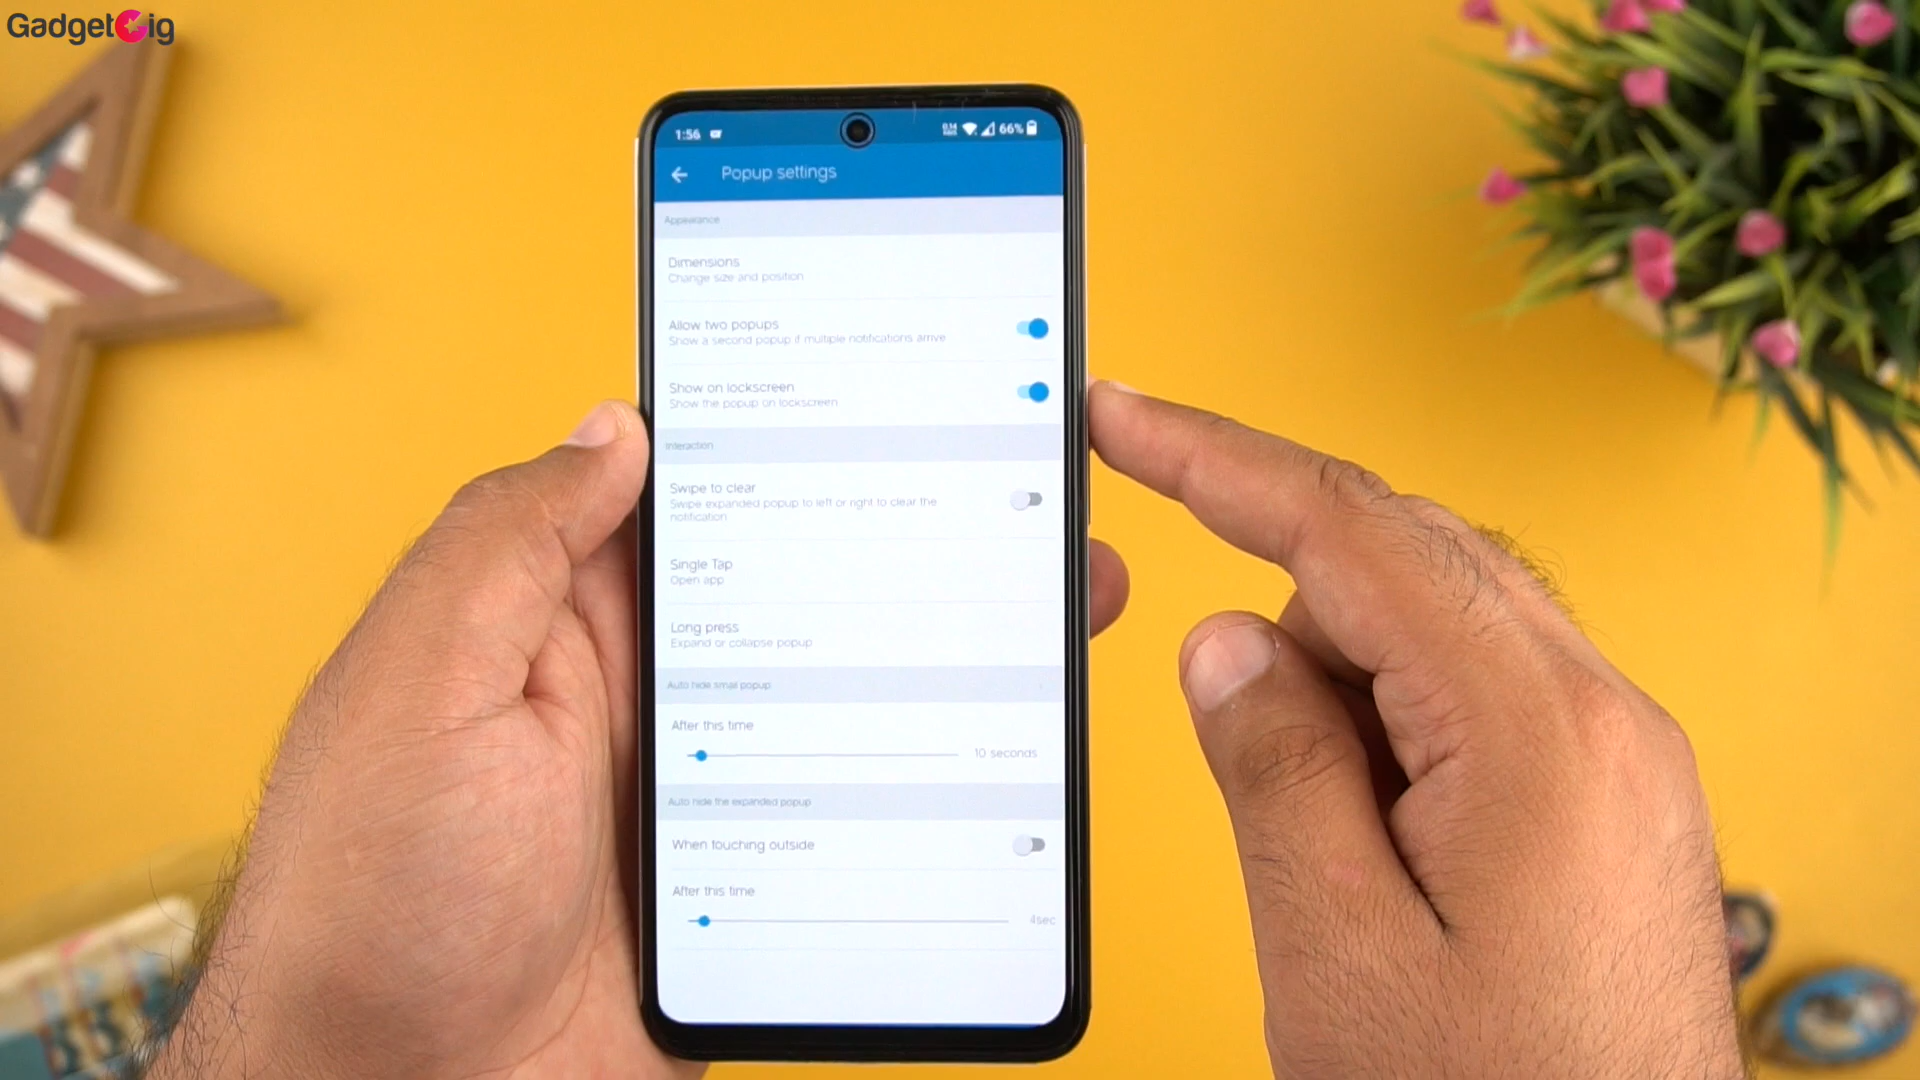 GadgetGig
1:56
0.14
66%
Popup settings
Appearance
Dimensions
Change size and position
Allow two popups
Show a second popup if multiple notifications arrive
Show on lockscreen
Show the popup on lockscreen
Interaction
Swipe to clear
Swipe expanded popup to left or right to clear the
notification
Single Tap
Open app
Long press
Expand or collapse popup
Auto hide small popup
After this time
10 seconds
Auto hide the expanded popup
When touching outside
After this time
4sec